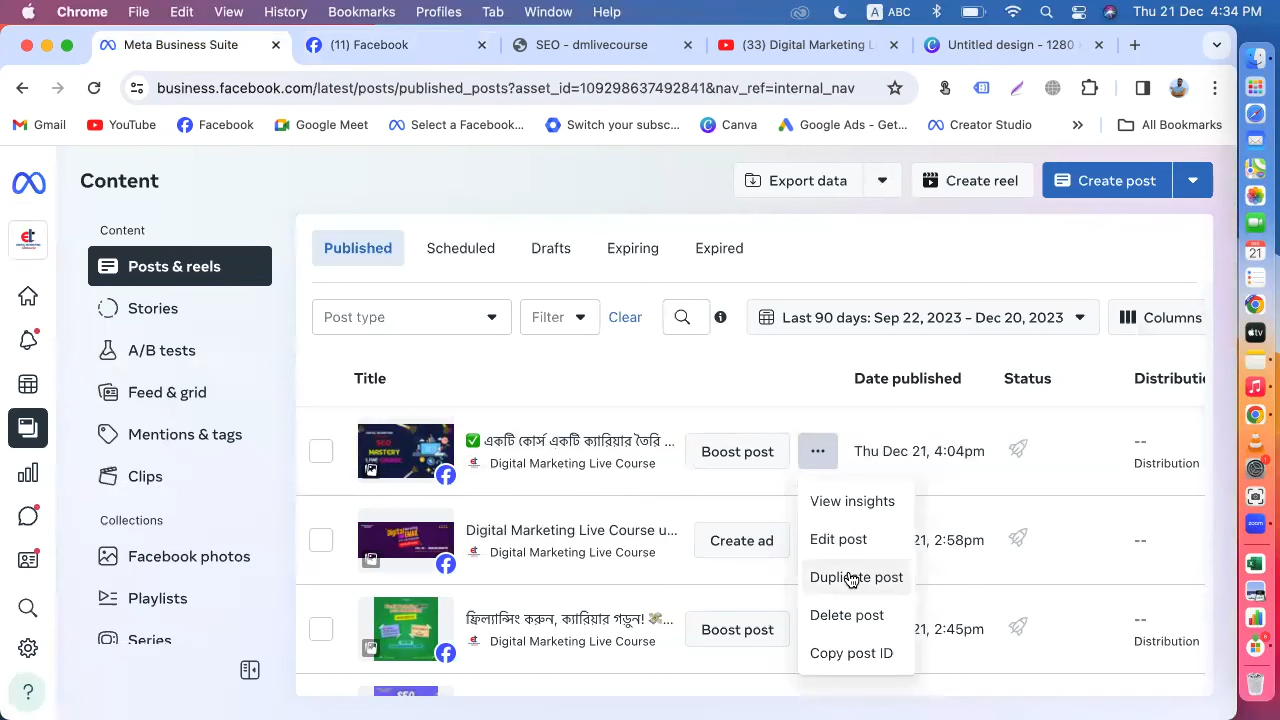 Chrome File Edit View History Bookmarks Profiles Tab Window Help A ABC Thu 21 Dec 4:34 PM
Meta Business Suite (11) Facebook SEO - dmlivecourse (33) Digital Marketing L Untitled design - 1280
business.facebook.com/latest/posts/published_posts?asset_id=109298637492841&nav_ref=internal_nav
Gmail YouTube Facebook Google Meet Select a Facebook... Switch your subsc... Canva Google Ads - Get... Creator Studio » All Bookmarks
Content
Export data Create reel Create post
Content
Posts & reels
Stories
A/B tests
Feed & grid
Mentions & tags
Clips
Collections
Facebook photos
Playlists
Series
Published Scheduled Drafts Expiring Expired
Post type Filter Clear Last 90 days: Sep 22, 2023 – Dec 20, 2023 Columns
Title Date published Status Distributio
SEO
MASTERY
✅ একটি কোর্স একটি ক্যারিয়ার তৈরি ...
Digital Marketing Live Course
Boost post ... Thu Dec 21, 4:04pm --
Distribution
Digital Marketing Live Course u...
Digital Marketing Live Course
Create ad 21, 2:58pm --
ফ্রিল্যান্সিং করুন, ক্যারিয়ার গড়ুন! 💸...
Digital Marketing Live Course
Boost post 21, 2:45pm --
Distribution
SEO
View insights
Edit post
Duplicate post
Delete post
Copy post ID
tv
zoom
21
?